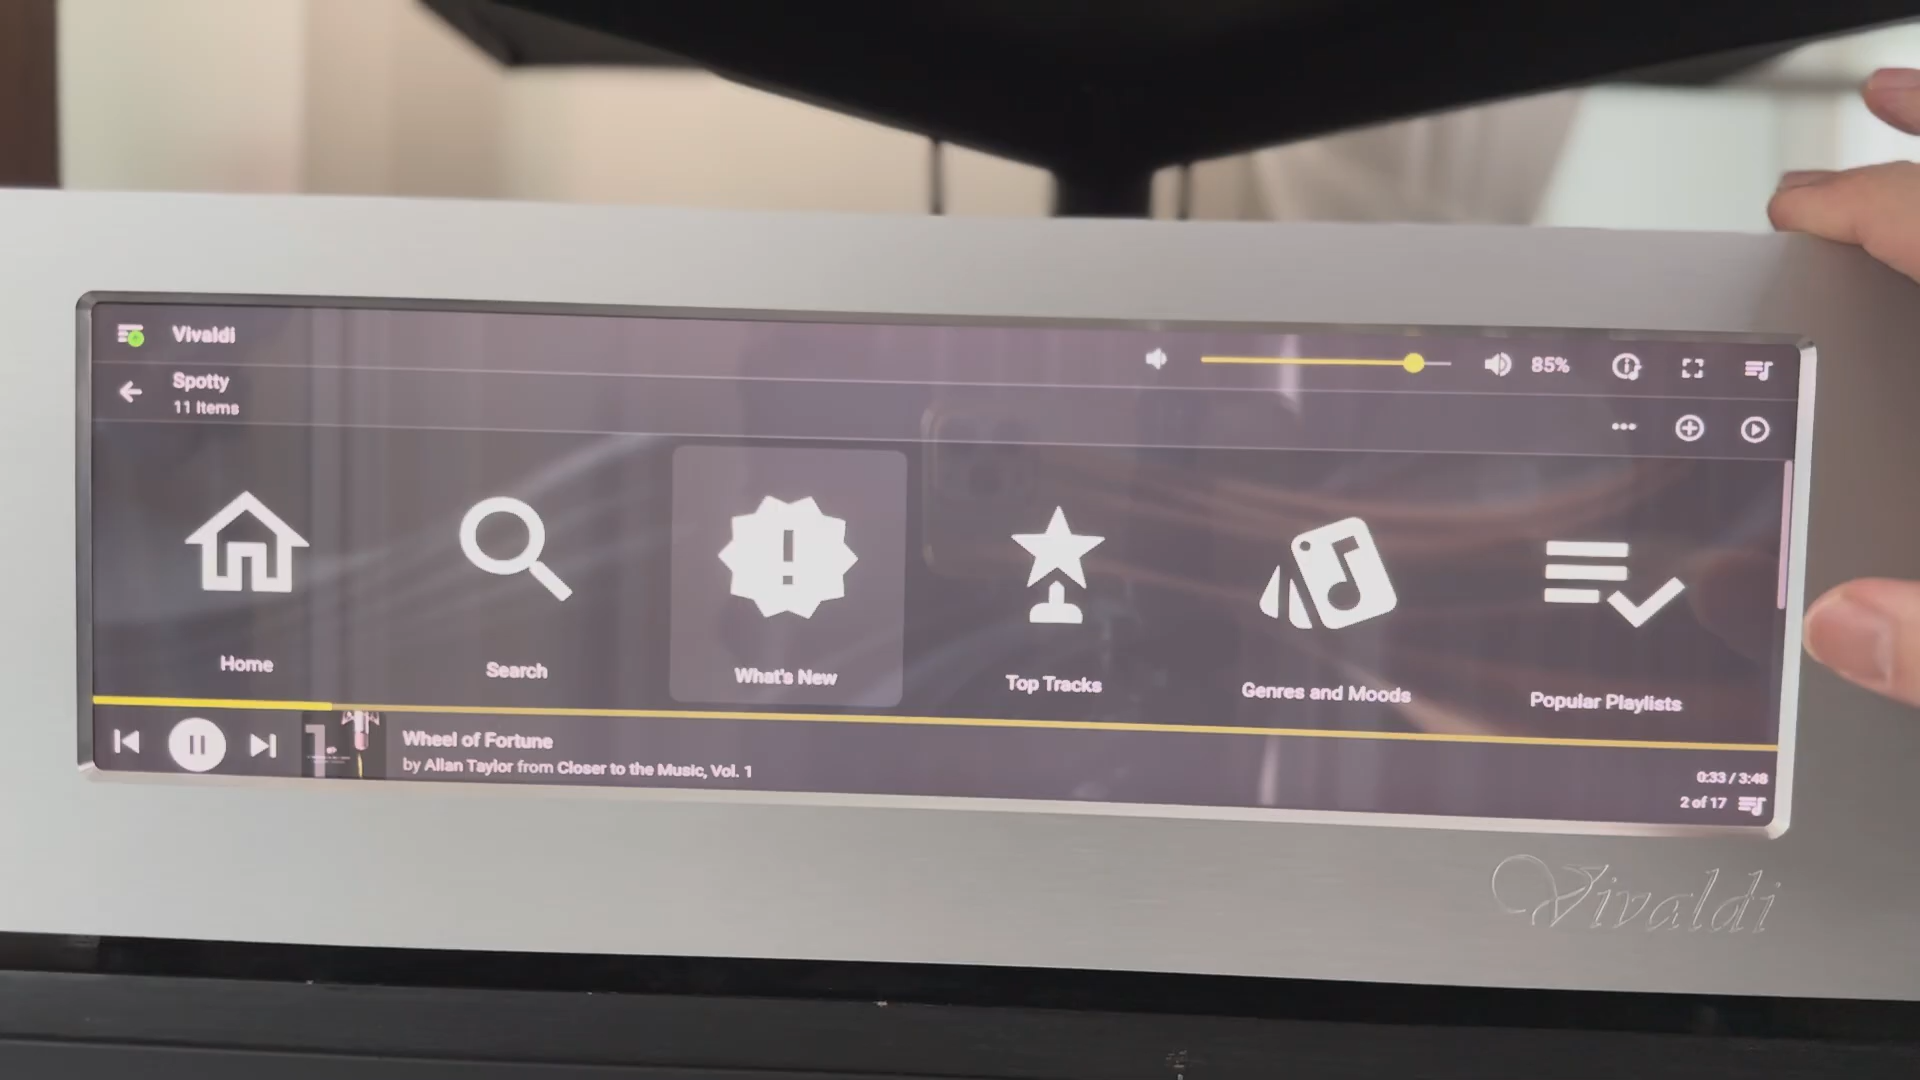 Vivaldi
85%
Spotty
11 Items
Home
Search
What's New
Top Tracks
Genres and Moods
Popular Playlists
Wheel of Fortune
by Allan Taylor from Closer to the Music, Vol. 1
0:33 / 3:48
2 of 17
Vivaldi